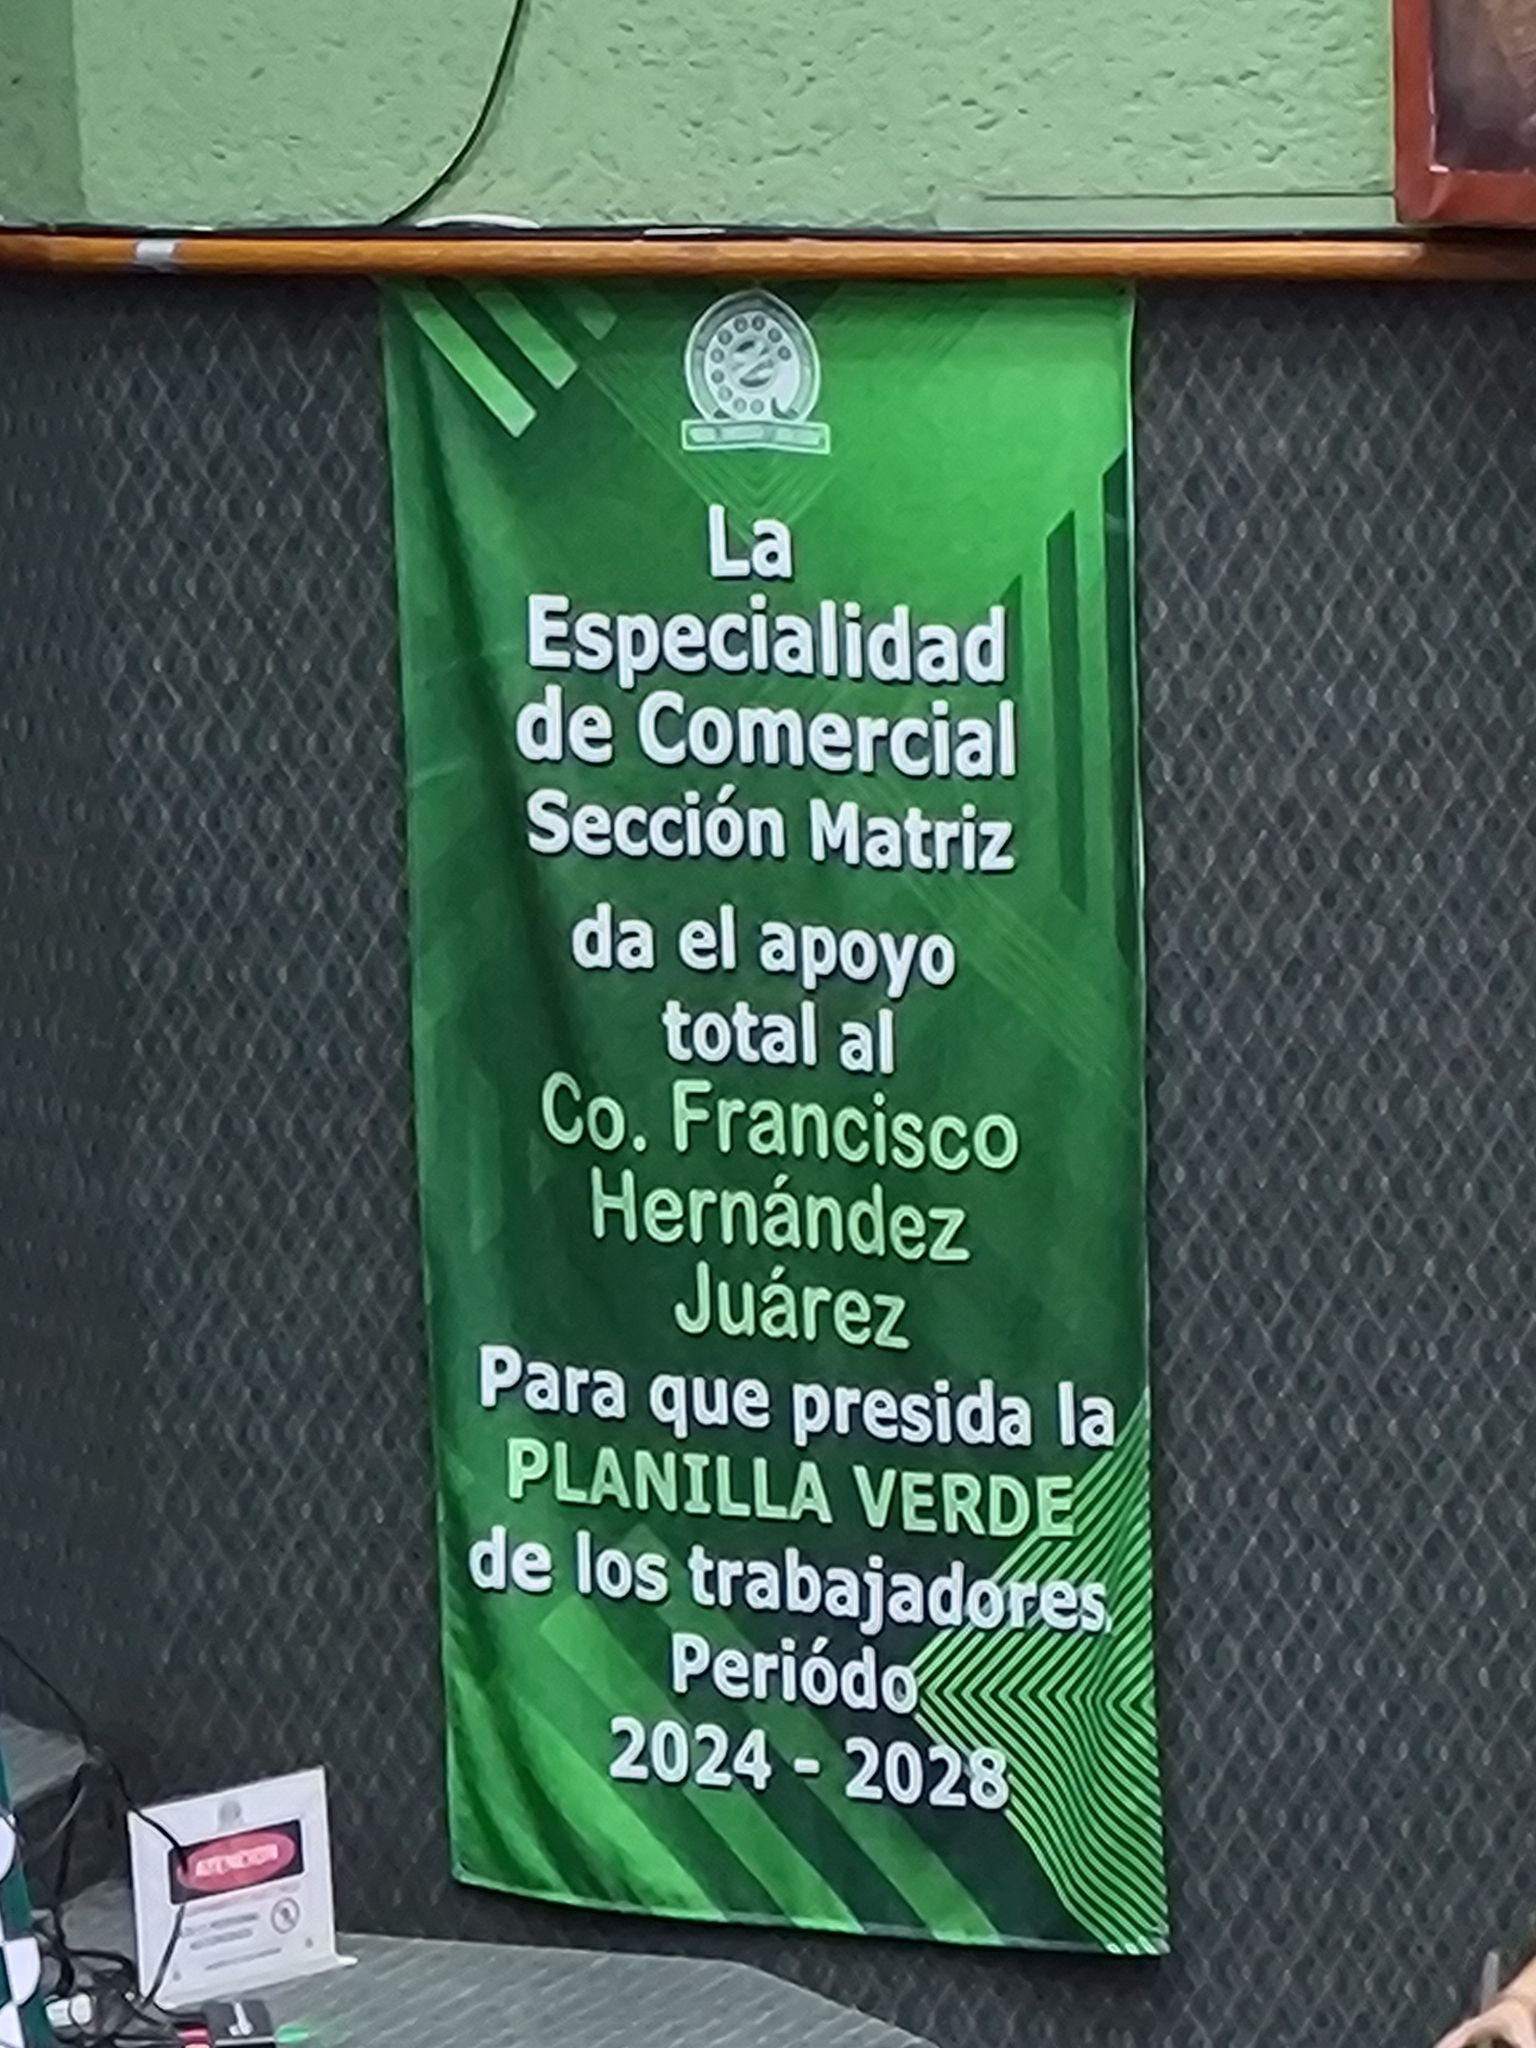 La
Especialidad
de Comercial
Sección Matriz
da el apoyo
total al
Co. Francisco
Hernández
Juárez
Para que presida la
PLANILLA VERDE
de los trabajadores.
Periódo
2024 - 2028
ATENCION